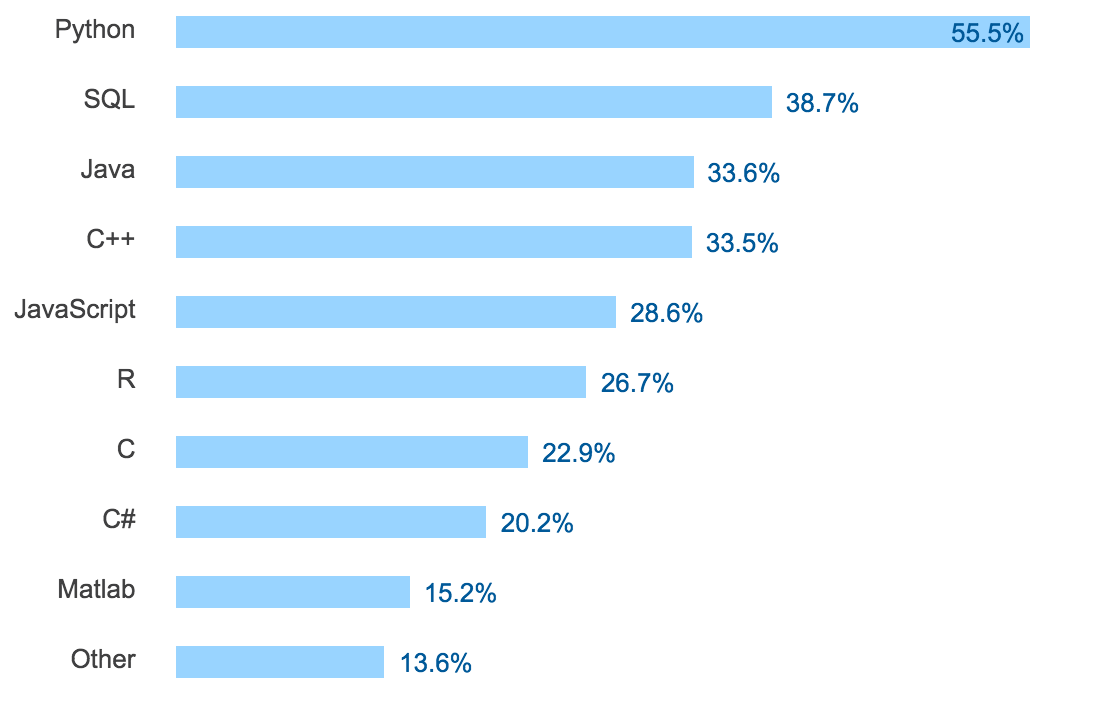 Python 55.5%
SQL 38.7%
Java 33.6%
C++ 33.5%
JavaScript 28.6%
R 26.7%
C 22.9%
C# 20.2%
Matlab 15.2%
Other 13.6%